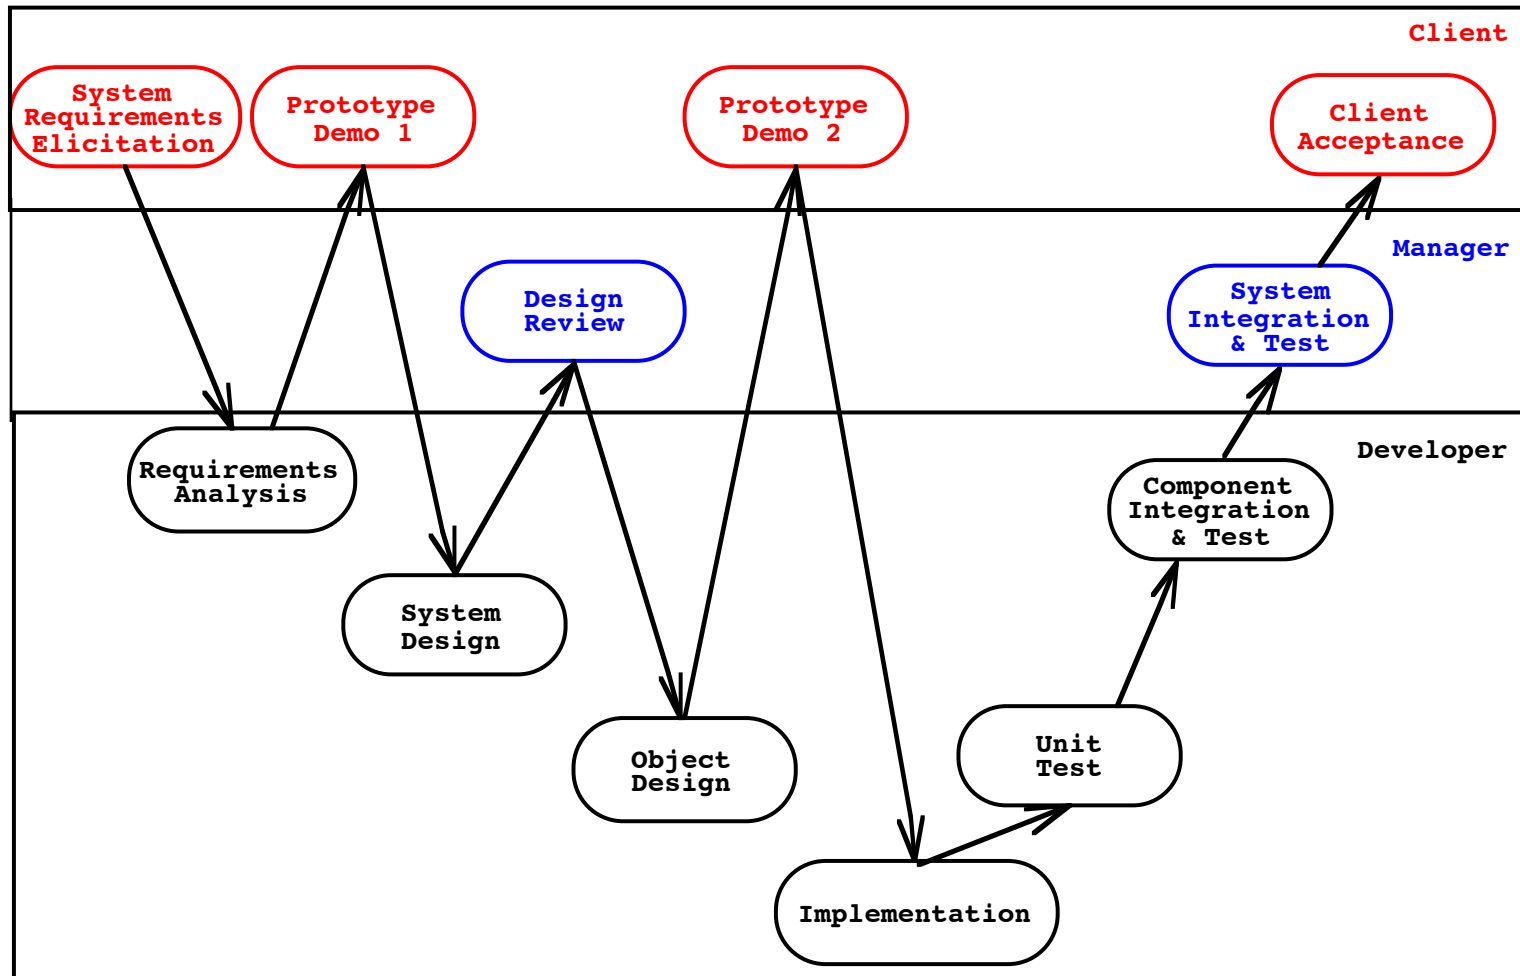 Client
System
Requirements
Elicitation
Prototype
Demo 1
Prototype
Demo 2
Client
Acceptance
Manager
Design
Review
System
Integration
& Test
Developer
Requirements
Analysis
Component
Integration
& Test
System
Design
Object
Design
Unit
Test
Implementation